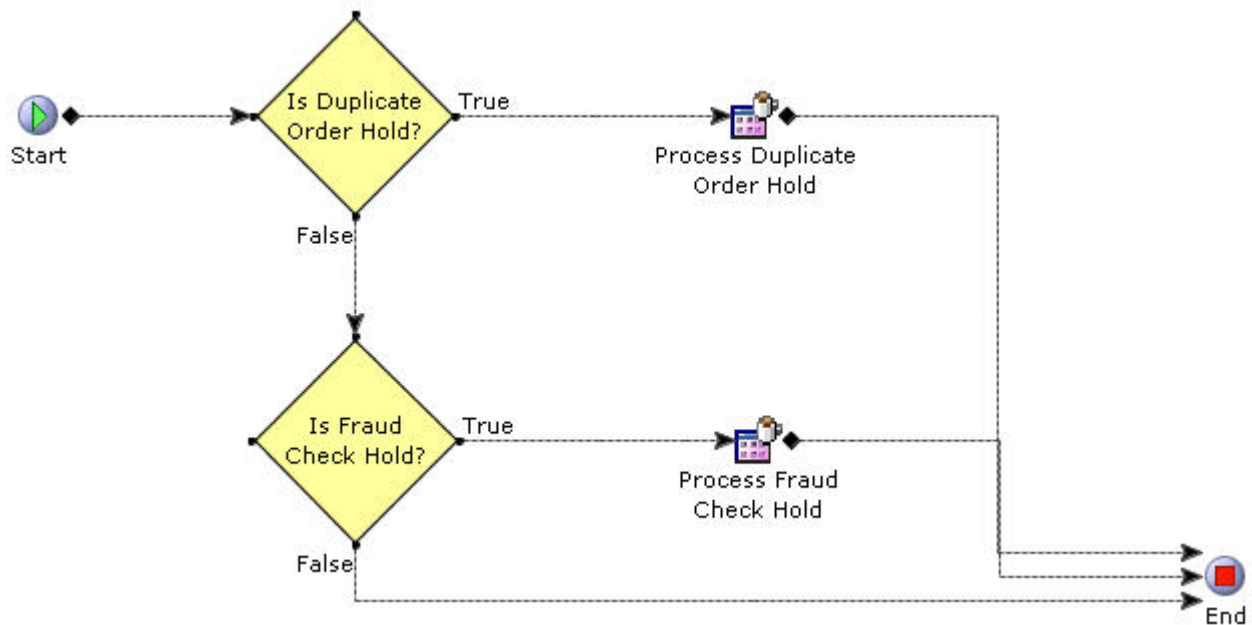 Start
Is Duplicate
Order Hold?
True
Process Duplicate
Order Hold
False
Is Fraud
Check Hold?
True
Process Fraud
Check Hold
False
End